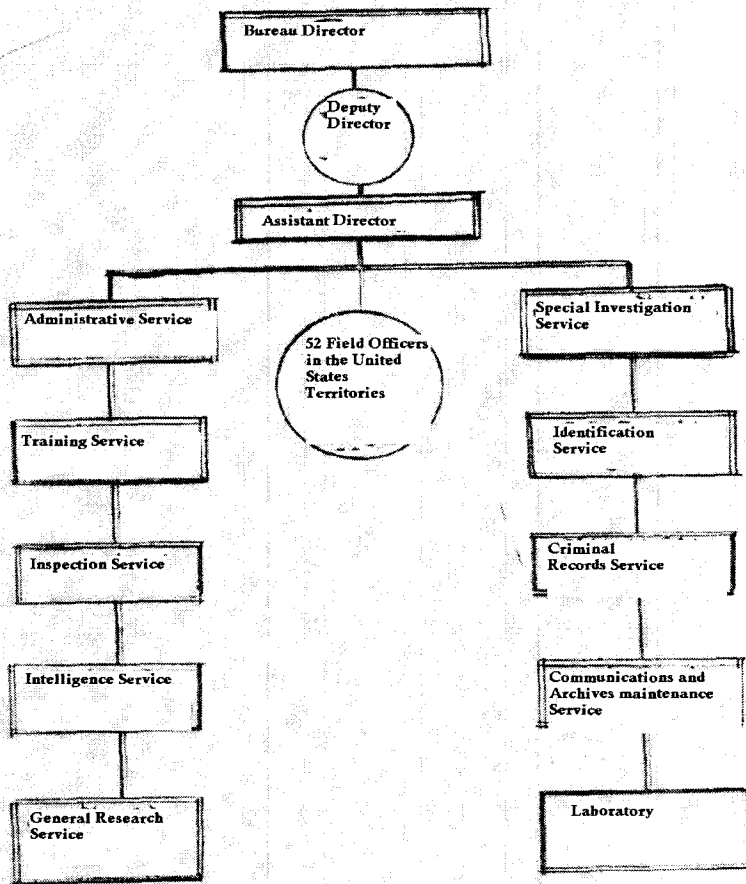 Bureau Director
Deputy
Director
Assistant Director
Administrative Service
52 Field Officers
in the United
States
Territories
Special Investigation
Service
Training Service
Identification
Service
Inspection Service
Criminal
Records Service
Intelligence Service
Communications and
Archives maintenance
Service
General Research
Service
Laboratory